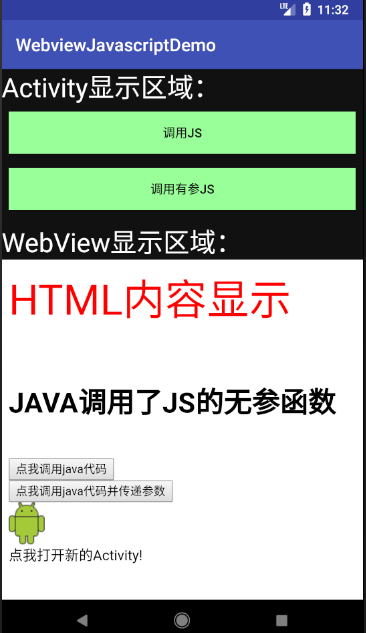 LTE 11:32
WebviewJavascriptDemo
Activity显示区域：
调用JS
调用有参JS
WebView显示区域：
HTML内容显示
JAVA调用了JS的无参函数
点我调用java代码
点我调用java代码并传递参数
点我打开新的Activity!